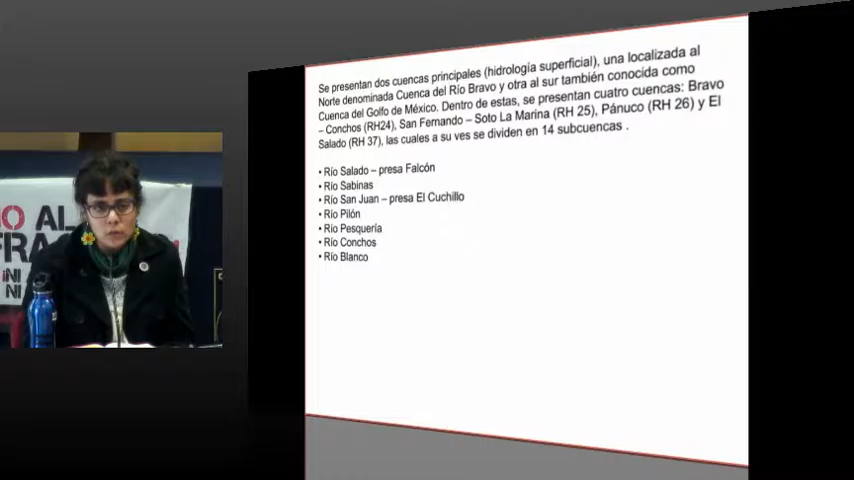 NO AL
FRAC
¡NI
NI
Se presentan dos cuencas principales (hidrología superficial), una localizada al
Norte denominada Cuenca del Río Bravo y otra al sur también conocida como
Cuenca del Golfo de México. Dentro de estas, se presentan cuatro cuencas: Bravo
– Conchos (RH24), San Fernando – Soto La Marina (RH 25), Pánuco (RH 26) y El
Salado (RH 37), las cuales a su ves se dividen en 14 subcuencas .
• Río Salado – presa Falcón
• Río Sabinas
• Río San Juan – presa El Cuchillo
• Río Pilón
• Río Pesquería
• Río Conchos
• Río Blanco